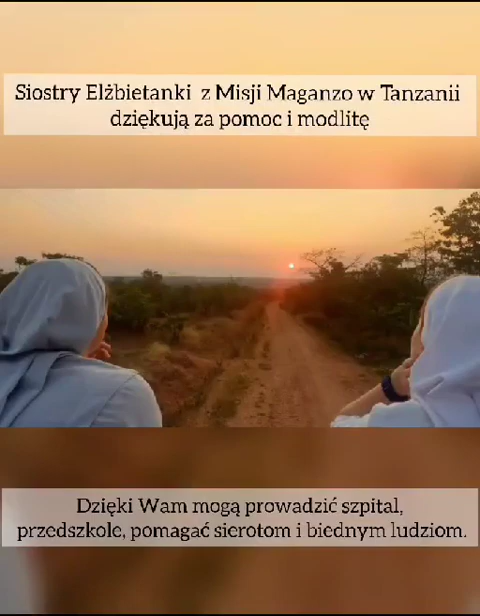 Siostry Elżbietanki z Misji Maganzo w Tanzanii
dziękują za pomoc i modlitę
Dzięki Wam mogą prowadzić szpital,
przedszkole, pomagać sierotom i biednym ludziom.